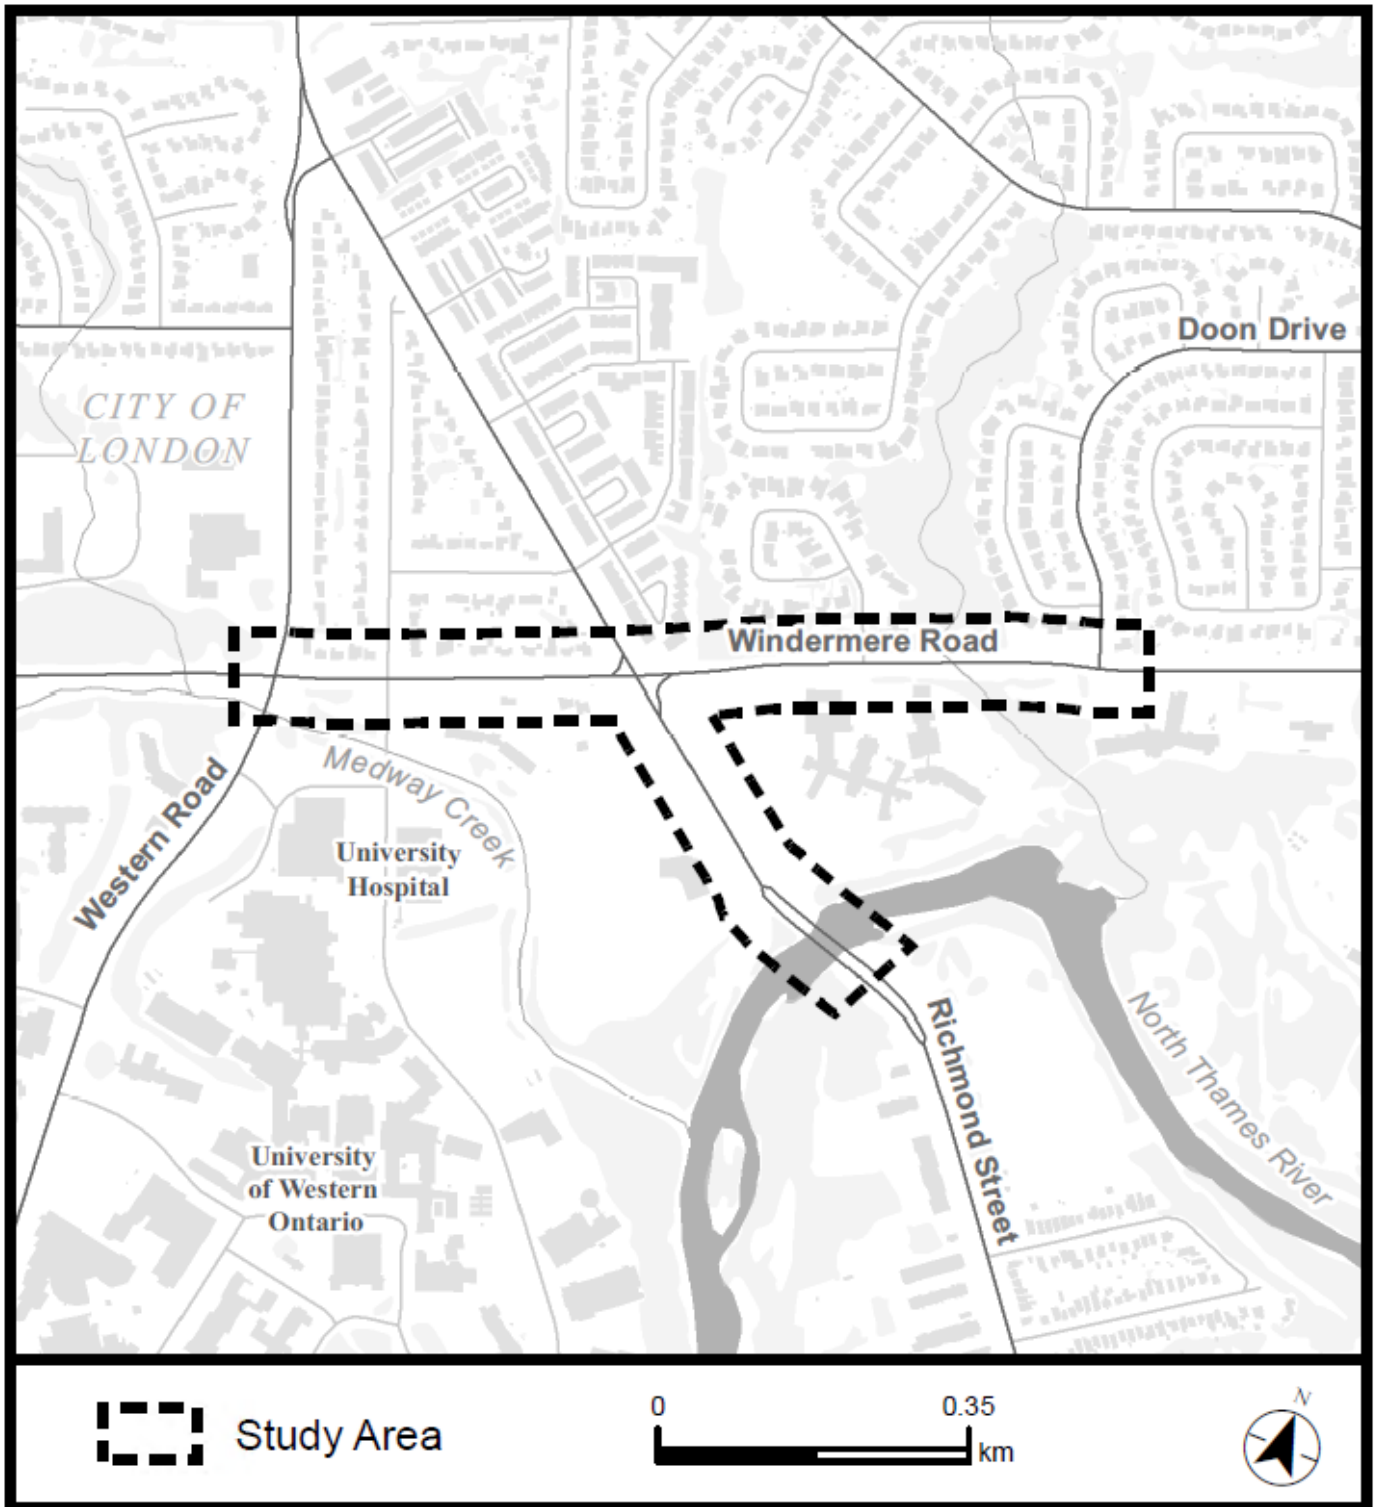 Doon Drive
CITY OF
LONDON
Windermere Road
Medway Creek
Western Road
University
Hospital
Richmond Street
North Thames River
University
of Western
Ontario
Study Area
0
0.35
km
N